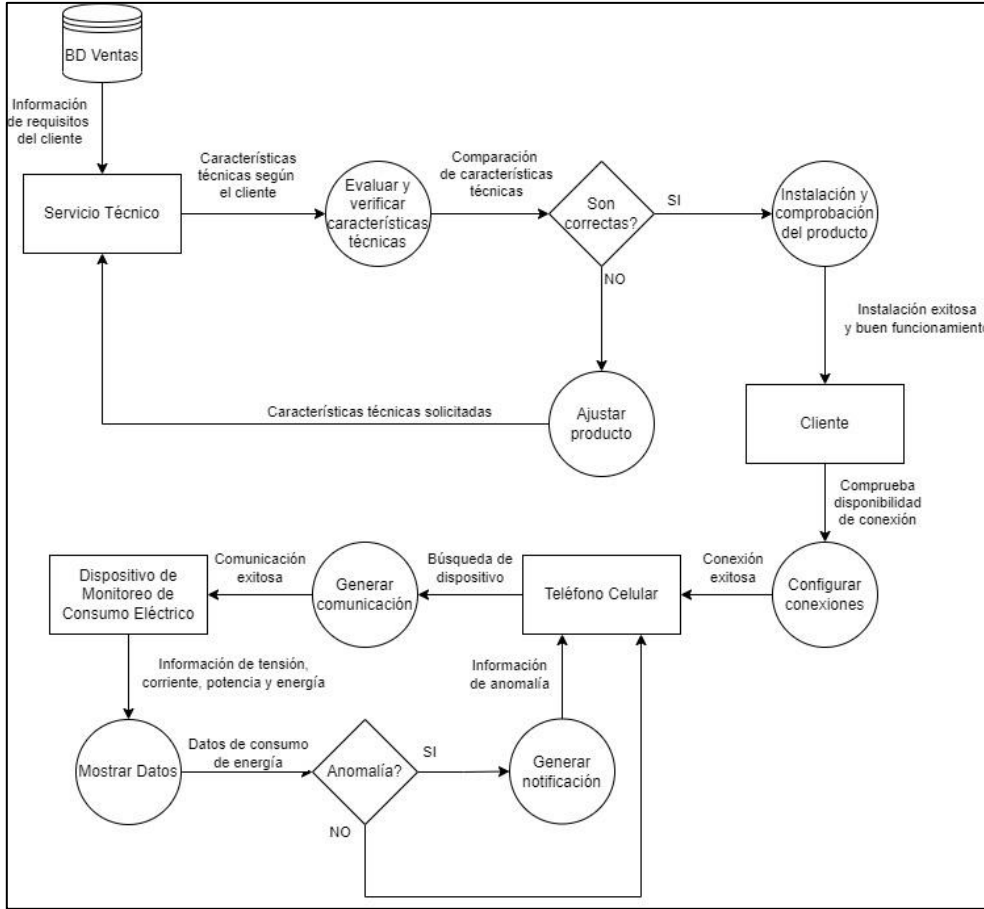 BD Ventas
Información
de requisitos
del cliente
Servicio Técnico
Características
técnicas según
el cliente
Evaluar y
verificar
características
técnicas
Comparación
de características
técnicas
Son
correctas?
SI
NO
Instalación y
comprobación
del producto
Instalación exitosa
y buen funcionamiento
Ajustar
producto
Características técnicas solicitadas
Cliente
Comprueba
disponibilidad
de conexión
Configurar
conexiones
Conexión
exitosa
Teléfono Celular
Búsqueda de
dispositivo
Generar
comunicación
Comunicación
exitosa
Dispositivo de
Monitoreo de
Consumo Eléctrico
Información de tensión,
corriente, potencia y energía
Mostrar Datos
Datos de consumo
de energía
Anomalía?
SI
NO
Generar
notificación
Información
de anomalía